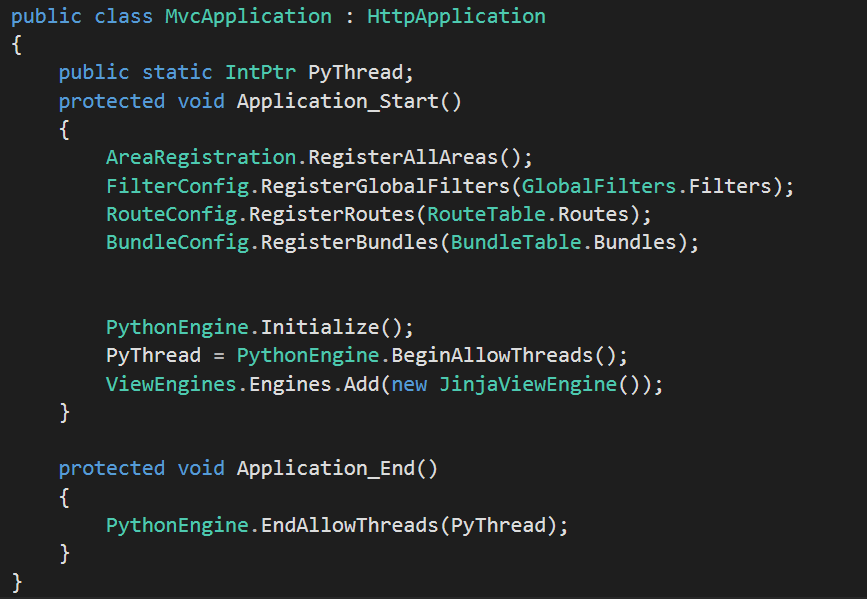 public class MvcApplication : HttpApplication
{
    public static IntPtr PyThread;
    protected void Application_Start()
    {
        AreaRegistration.RegisterAllAreas();
        FilterConfig.RegisterGlobalFilters(GlobalFilters.Filters);
        RouteConfig.RegisterRoutes(RouteTable.Routes);
        BundleConfig.RegisterBundles(BundleTable.Bundles);
        PythonEngine.Initialize();
        PyThread = PythonEngine.BeginAllowThreads();
        ViewEngines.Engines.Add(new JinjaViewEngine());
    }
    protected void Application_End()
    {
        PythonEngine.EndAllowThreads(PyThread);
    }
}